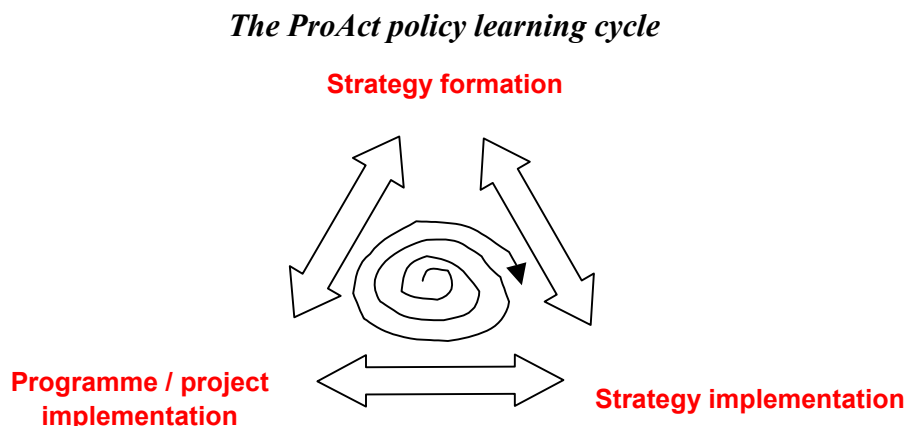 The ProAct policy learning cycle
Strategy formation
Programme / project
implementation
Strategy implementation